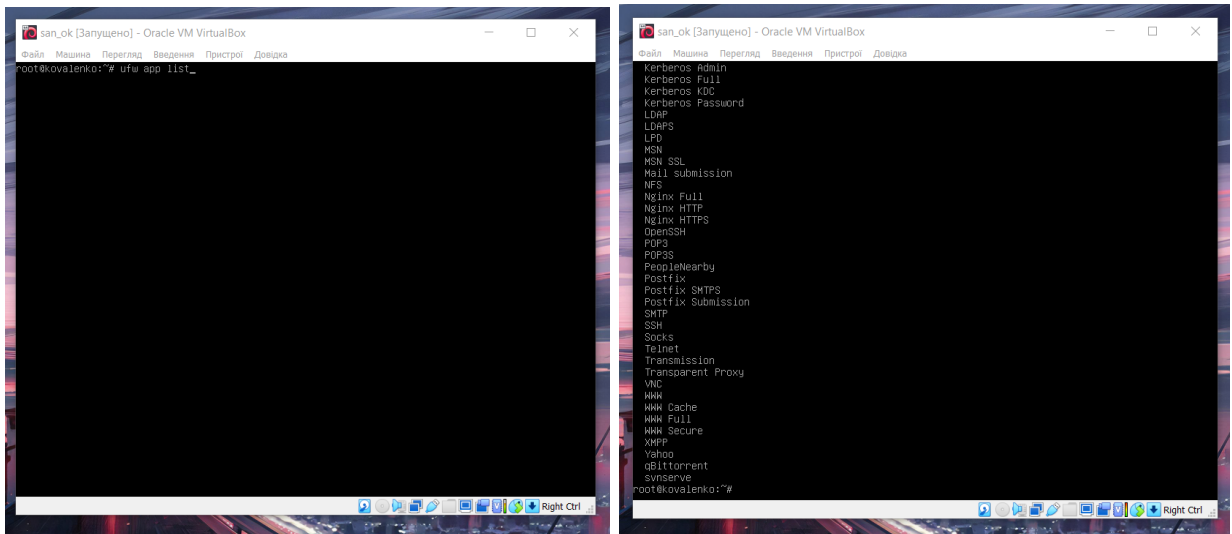 san_ok [Запущено] - Oracle VM VirtualBox
Файл Машина Перегляд Введення Пристрої Довідка
root@kovalenko:~# ufw app list_
Right Ctrl
san_ok [Запущено] - Oracle VM VirtualBox
Файл Машина Перегляд Введення Пристрої Довідка
Kerberos Admin
Kerberos Full
Kerberos KDC
Kerberos Password
LDAP
LDAPS
LPD
MSN
MSN SSL
Mail submission
NFS
Nginx Full
Nginx HTTP
Nginx HTTPS
OpenSSH
POP3
POP3S
PeopleNearby
Postfix
Postfix SMTPS
Postfix Submission
SMTP
SSH
Socks
Telnet
Transmission
Transparent Proxy
VNC
WWW
WWW Cache
WWW Full
WWW Secure
XMPP
Yahoo
qBittorrent
svnserve
root@kovalenko:~#
Right Ctrl